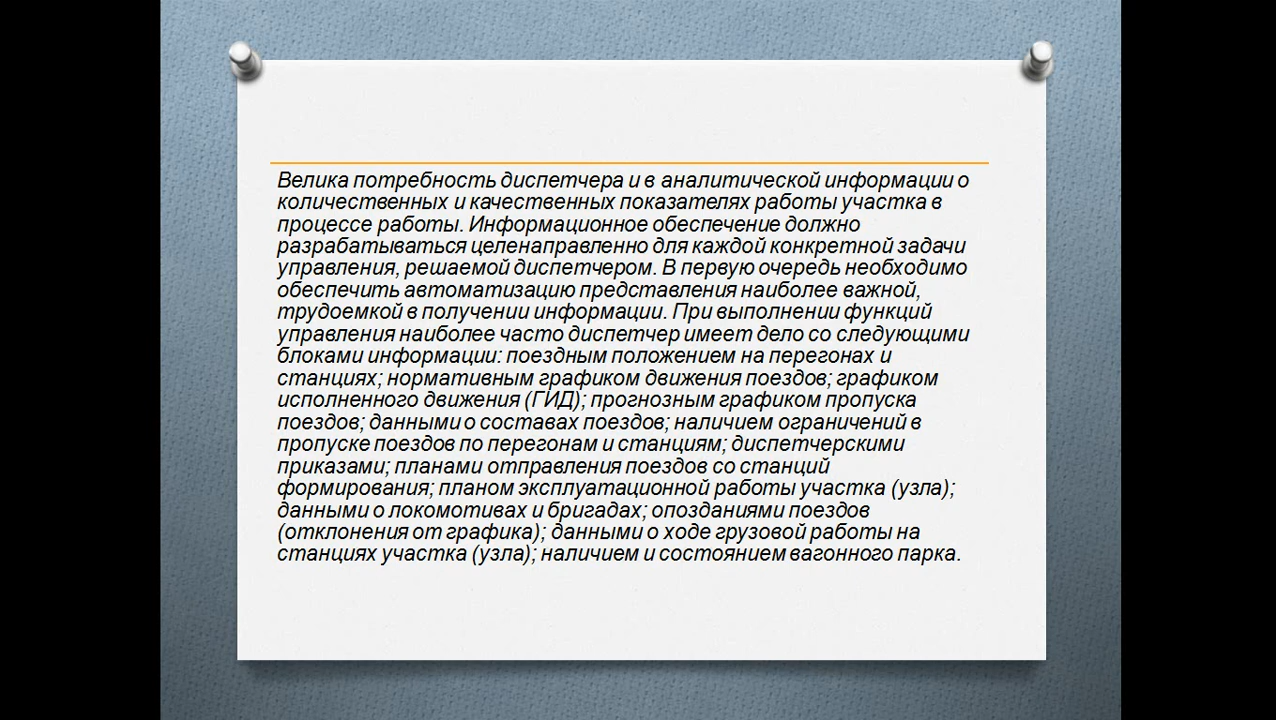 Велика потребность диспетчера и в аналитической информации о
количественных и качественных показателях работы участка в
процессе работы. Информационное обеспечение должно
разрабатываться целенаправленно для каждой конкретной задачи
управления, решаемой диспетчером. В первую очередь необходимо
обеспечить автоматизацию представления наиболее важной,
трудоемкой в получении информации. При выполнении функций
управления наиболее часто диспетчер имеет дело со следующими
блоками информации: поездным положением на перегонах и
станциях; нормативным графиком движения поездов; графиком
исполненного движения (ГИД); прогнозным графиком пропуска
поездов; данными о составах поездов; наличием ограничений в
пропуске поездов по перегонам и станциям; диспетчерскими
приказами; планами отправления поездов со станций
формирования; планом эксплуатационной работы участка (узла);
данными о локомотивах и бригадах; опозданиями поездов
(отклонения от графика); данными о ходе грузовой работы на
станциях участка (узла); наличием и состоянием вагонного парка.